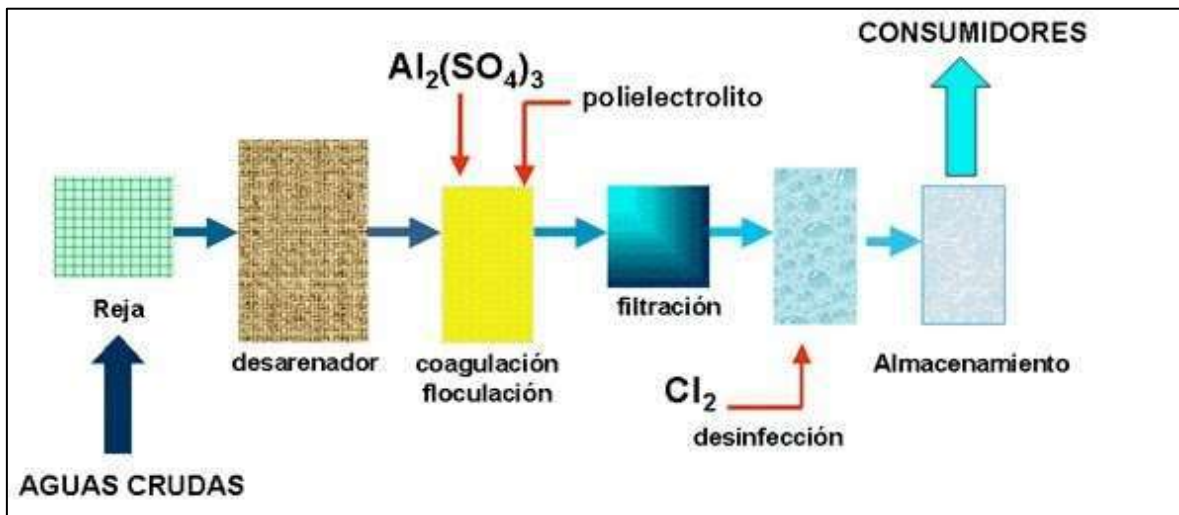 CONSUMIDORES
Al₂(SO₄)₃
polielectrolito
Reja
desarenador
coagulación
floculación
filtración
Cl₂
desinfección
Almacenamiento
AGUAS CRUDAS